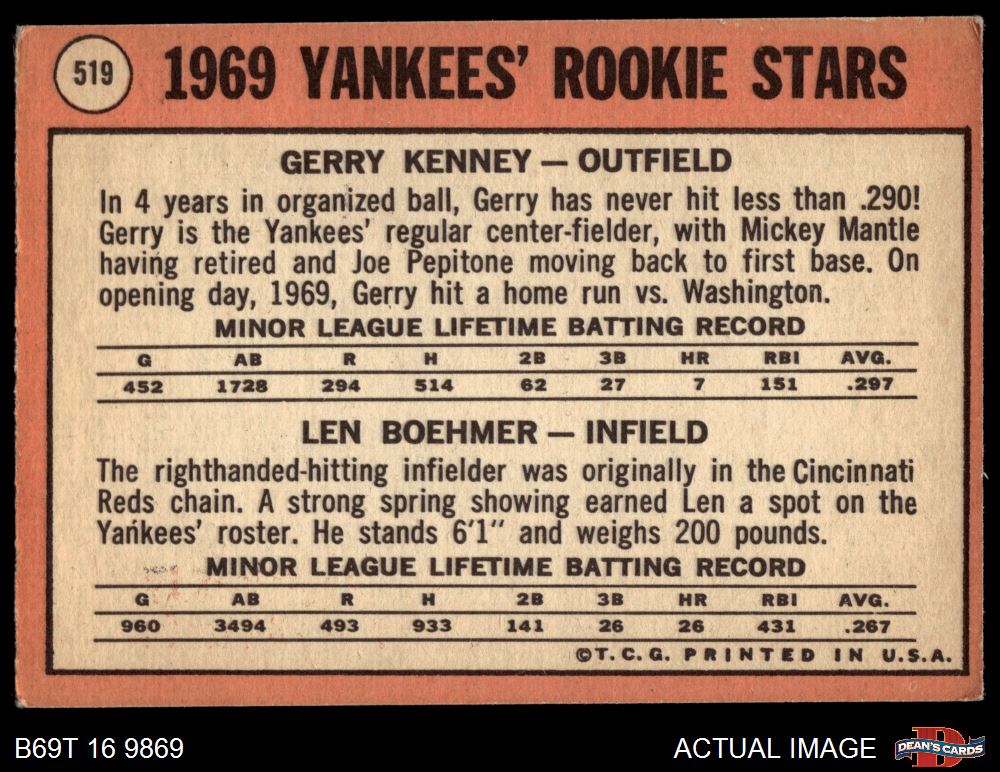 519
1969 YANKEES' ROOKIE STARS
GERRY KENNEY — OUTFIELD
In 4 years in organized ball, Gerry has never hit less than .290!
Gerry is the Yankees' regular center-fielder, with Mickey Mantle
having retired and Joe Pepitone moving back to first base. On
opening day, 1969, Gerry hit a home run vs. Washington.
MINOR LEAGUE LIFETIME BATTING RECORD
G AB R H 2B 3B HR RBI AVG.
452 1728 294 514 62 27 7 151 .297
LEN BOEHMER — INFIELD
The righthanded-hitting infielder was originally in the Cincinnati
Reds chain. A strong spring showing earned Len a spot on the
Yankees' roster. He stands 6'1" and weighs 200 pounds.
MINOR LEAGUE LIFETIME BATTING RECORD
G AB R H 2B 3B HR RBI AVG.
960 3494 493 933 141 26 26 431 .267
©T.C.G. PRINTED IN U.S.A.
B69T 16 9869
ACTUAL IMAGE
DEAN'S CARDS